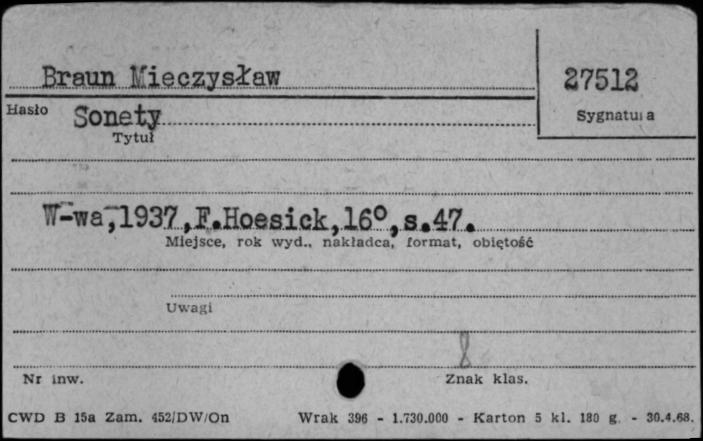 Braun Mieczysław
27512
Hasło
Sonety
Sygnatura
Tytuł
W-wa,1937,F.Hoesick,16°,s.47.
Miejsce, rok wyd., nakładca, format, objętość
Uwagi
8
Nr inw.
Znak klas.
CWD B 15a Zam. 452/DW/On Wrak 396 - 1.730.000 - Karton 5 kl. 180 g. - 30.4.68.